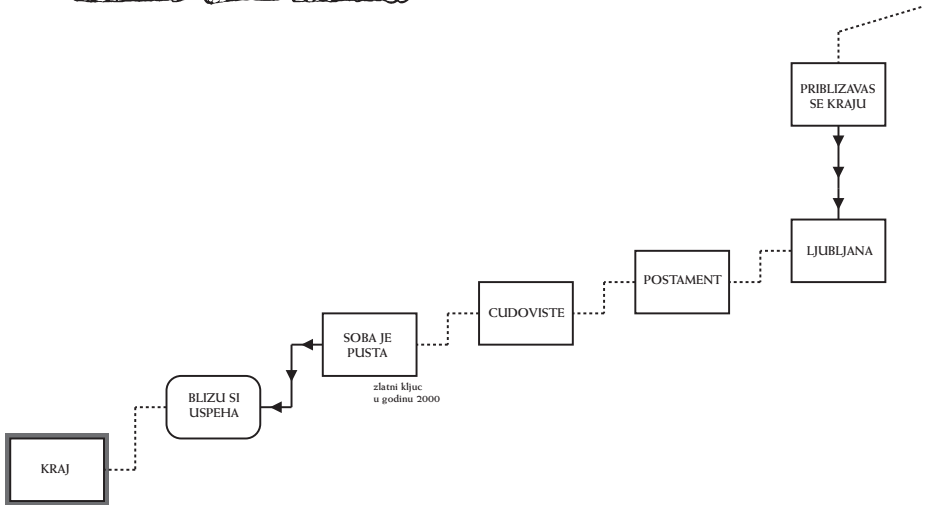 PRIBLIZAVAS
SE KRAJU
LJUBLJANA
POSTAMENT
CUDOVISTE
SOBA JE
PUSTA
zlatni kljuc
u godinu 2000
BLIZU SI
USPEHA
KRAJ